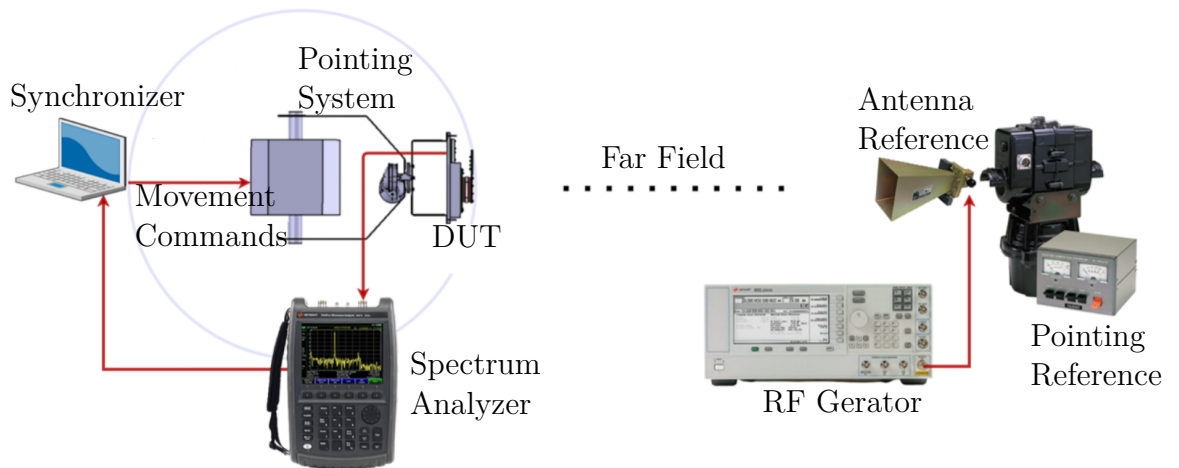 Synchronizer
Pointing
System
Movement
Commands
DUT
Spectrum
Analyzer
Far Field
Antenna
Reference
RF Gerator
Pointing
Reference